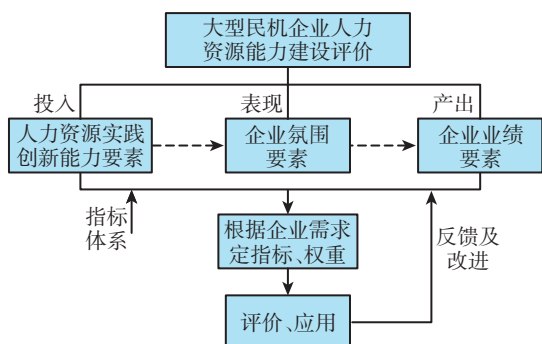 大型民机企业人力
资源能力建设评价
投入
表现
产出
人力资源实践
创新能力要素
企业氛围
要素
企业业绩
要素
指标
体系
根据企业需求
定指标、权重
反馈及
改进
评价、应用